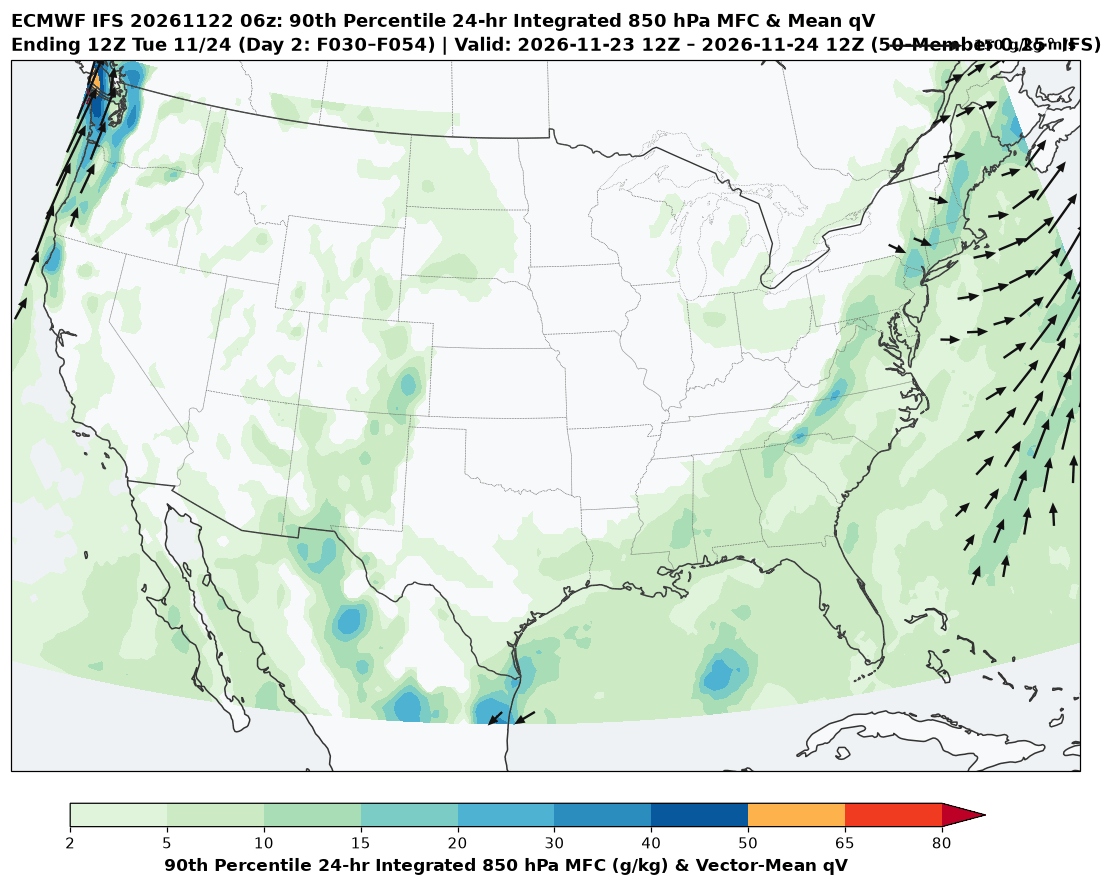 ECMWF IFS 20261122 06z: 90th Percentile 24-hr Integrated 850 hPa MFC & Mean qV
Ending 12Z Tue 11/24 (Day 2: F030–F054) | Valid: 2026-11-23 12Z – 2026-11-24 12Z (50-Member 0.25° IFS)
150 g/kg m/s
2 5 10 15 20 30 40 50 65 80
90th Percentile 24-hr Integrated 850 hPa MFC (g/kg) & Vector-Mean qV